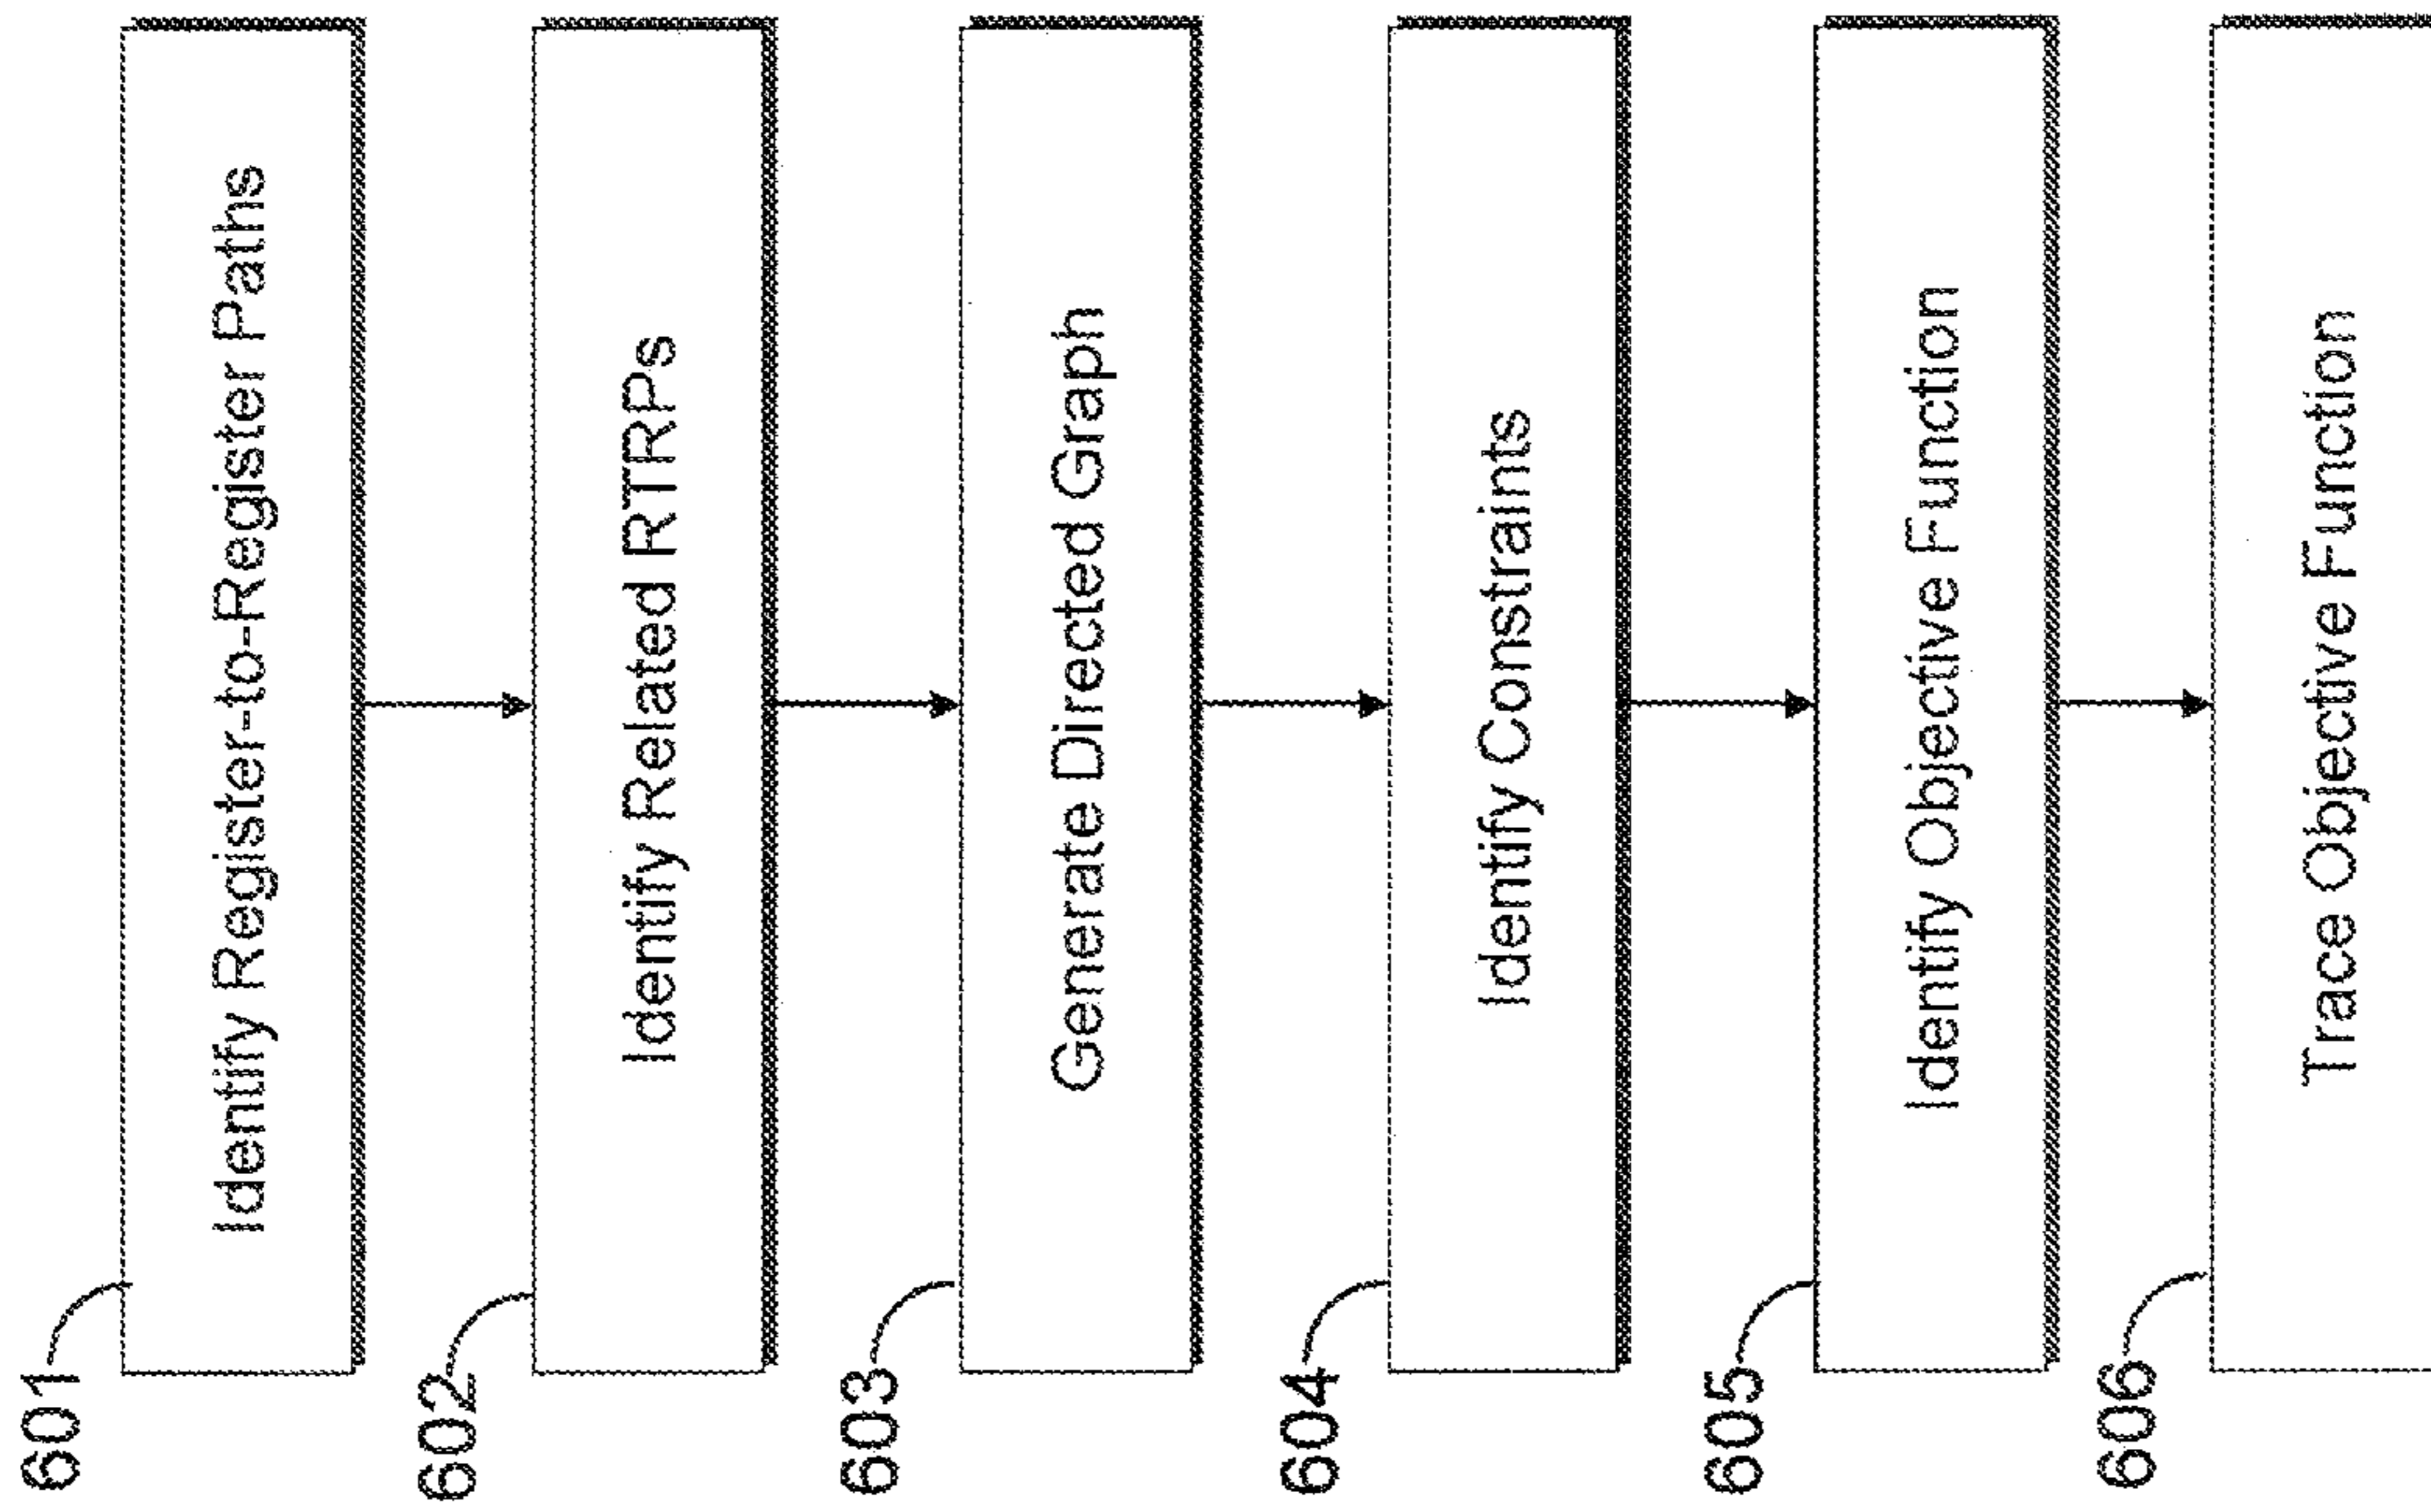 601
Identify Register-to-Register Paths
602
Identify Related RTRPs
603
Generate Directed Graph
604
Identify Constraints
605
Identify Objective Function
606
Trace Objective Function